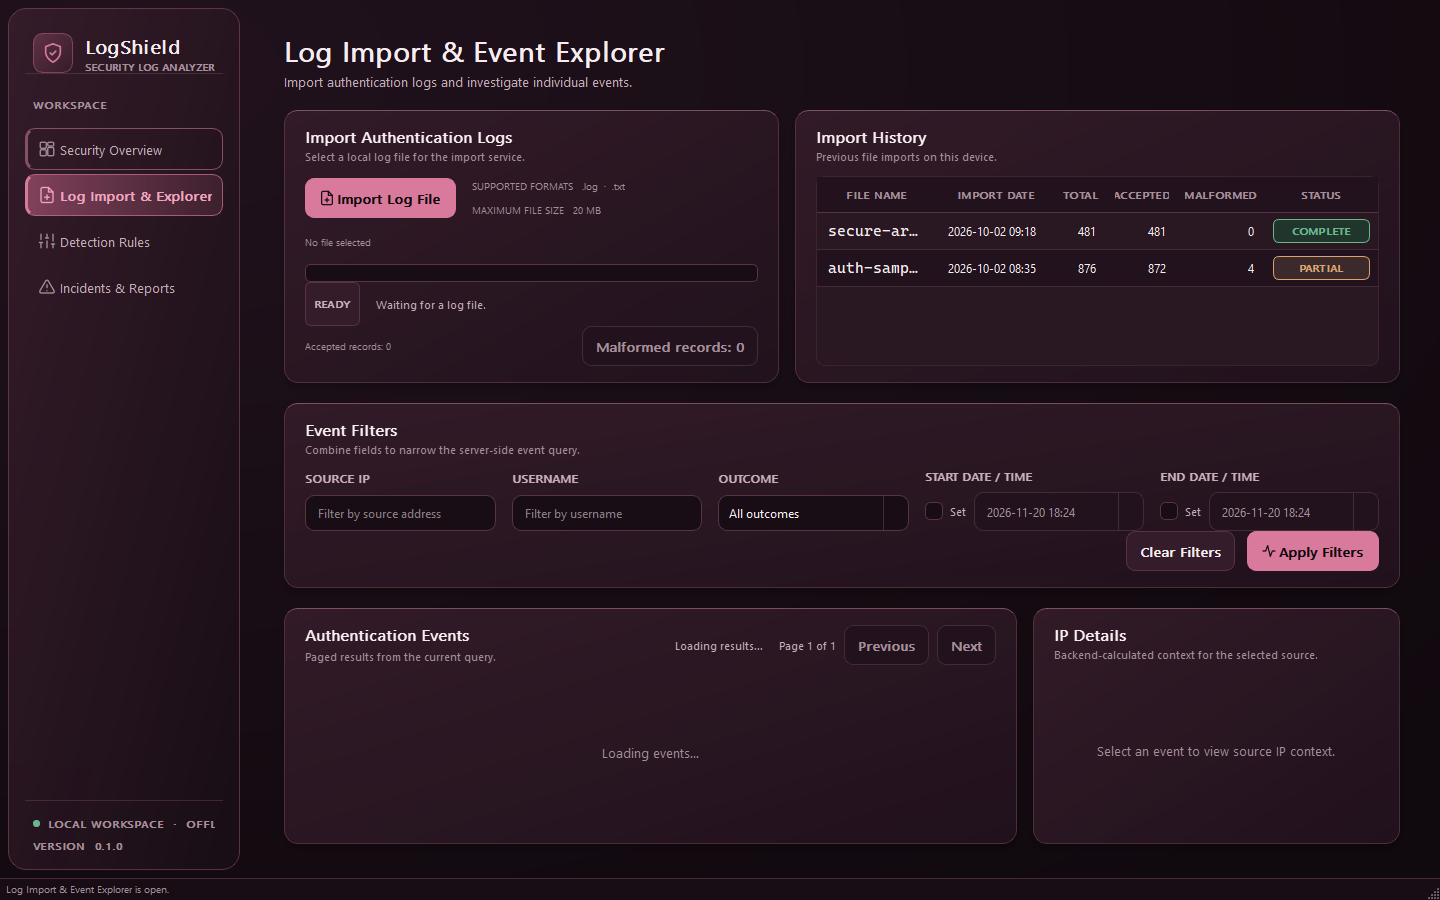 LogShield
SECURITY LOG ANALYZER
WORKSPACE
Security Overview
Log Import & Explorer
Detection Rules
Incidents & Reports
LOCAL WORKSPACE · OFFL
VERSION 0.1.0
Log Import & Event Explorer
Import authentication logs and investigate individual events.
Import Authentication Logs
Select a local log file for the import service.
Import Log File
SUPPORTED FORMATS .log · .txt
MAXIMUM FILE SIZE 20 MB
No file selected
READY Waiting for a log file.
Accepted records: 0
Malformed records: 0
Import History
Previous file imports on this device.
FILE NAME IMPORT DATE TOTAL ACCEPTED MALFORMED STATUS
secure-ar… 2026-10-02 09:18 481 481 0 COMPLETE
auth-samp… 2026-10-02 08:35 876 872 4 PARTIAL
Event Filters
Combine fields to narrow the server-side event query.
SOURCE IP USERNAME OUTCOME START DATE / TIME END DATE / TIME
Filter by source address Filter by username All outcomes Set 2026-11-20 18:24 Set 2026-11-20 18:24
Clear Filters Apply Filters
Authentication Events
Paged results from the current query.
Loading results... Page 1 of 1 Previous Next
Loading events...
IP Details
Backend-calculated context for the selected source.
Select an event to view source IP context.
Log Import & Event Explorer is open.